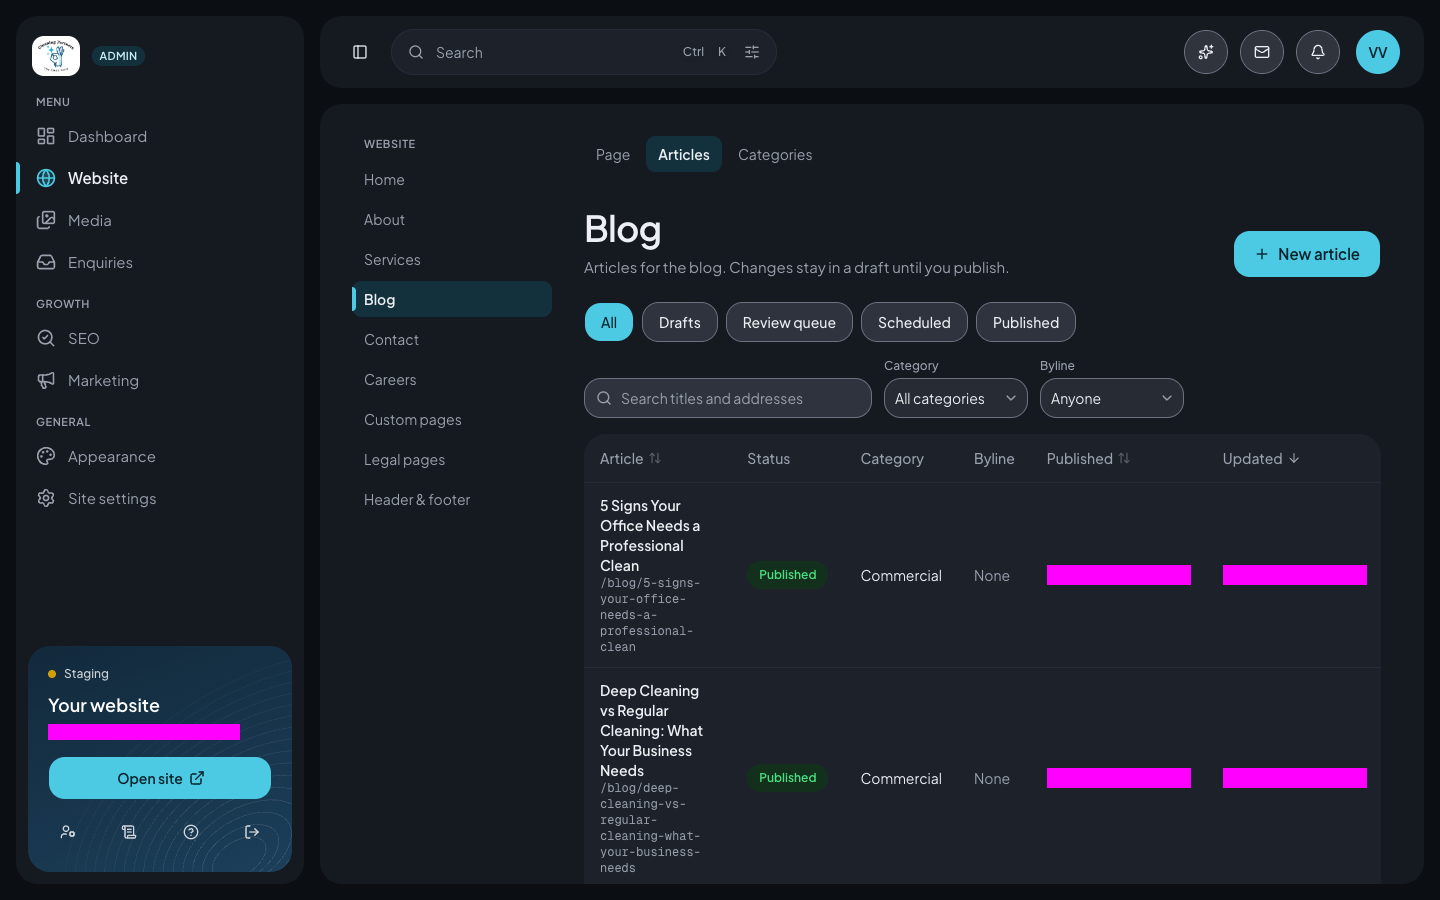 ADMIN
MENU
Dashboard
Website
Media
Enquiries
GROWTH
SEO
Marketing
GENERAL
Appearance
Site settings
Staging
Your website
Open site
Search
Ctrl K
VV
WEBSITE
Home
About
Services
Blog
Contact
Careers
Custom pages
Legal pages
Header & footer
Page
Articles
Categories
Blog
Articles for the blog. Changes stay in a draft until you publish.
New article
All
Drafts
Review queue
Scheduled
Published
Category
Byline
Search titles and addresses
All categories
Anyone
Article
Status
Category
Byline
Published
Updated
5 Signs Your
Office Needs a
Professional
Clean
/blog/5-signs-
your-office-
needs-a-
professional-
clean
Published
Commercial
None
Deep Cleaning
vs Regular
Cleaning: What
Your Business
Needs
/blog/deep-
cleaning-vs-
regular-
cleaning-what-
your-business-
needs
Published
Commercial
None